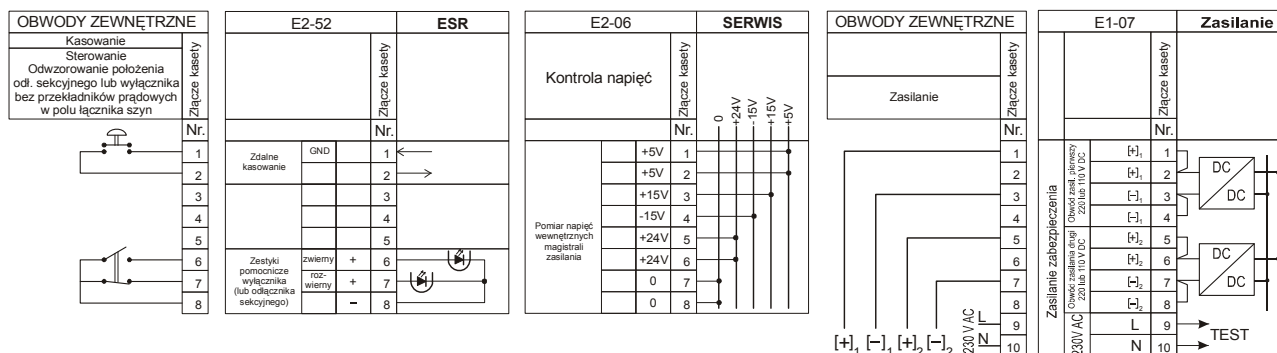 OBWODY ZEWNĘTRZNE
Kasowanie
Sterowanie
Odwzorowanie położenia
odł. sekcyjnego lub wyłącznika
bez przekładników prądowych
w polu łącznika szyn
Złącze kasety
Nr.
1
2
3
4
5
6
7
8
E2-52
ESR
Złącze kasety
Nr.
Zdalne
kasowanie
GND
1
2
3
4
5
Zestyki
pomocnicze
wyłącznika
(lub odłącznika
sekcyjnego)
zwierny + 6
roz-
wierny + 7
– 8
E2-06
SERWIS
Kontrola napięć
Złącze kasety
Nr.
0
+24V
-15V
+15V
+5V
Pomiar napięć
wewnętrznych
magistrali
zasilania
+5V 1
+5V 2
+15V 3
-15V 4
+24V 5
+24V 6
0 7
0 8
OBWODY ZEWNĘTRZNE
Zasilanie
Złącze kasety
Nr.
1
2
3
4
5
6
7
8
9
10
[+]₁ [–]₁ [+]₂ [–]₂
230 V AC
L
N
E1-07
Zasilanie
Złącze kasety
Nr.
Zasilanie zabezpieczenia
Obwód zasil. pierwszy
220 lub 110 V DC
[+]₁ 1
[+]₁ 2
[–]₁ 3
[–]₁ 4
Obwód zasilania drugi
220 lub 110 V DC
[+]₂ 5
[+]₂ 6
[–]₂ 7
[–]₂ 8
230V AC
L 9
N 10
DC
DC
DC
DC
TEST